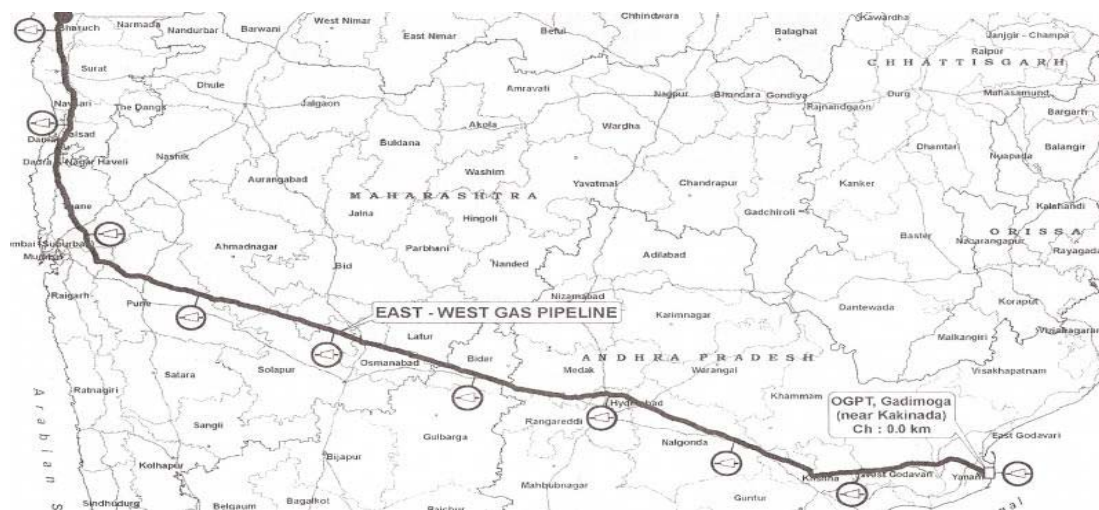 Bharuch
Narmada
Nandurbar
Barwani
West Nimar
East Nimar
Betul
Chhindwara
Balaghat
Kawardha
Janjgir - Champa
Raipur
CHHATTISGARH
Surat
Dhule
Jalgaon
Amravati
Nagpur
Bhandara
Gondiya
Rajnandgaon
Durg
Mahasamund
Bargarh
Navsari
The Dangs
Valsad
Daman
Dadra
Nagar Haveli
Nashik
Akola
Buldana
Wardha
Dhamtari
Nuapada
Balangir
Washim
Aurangabad
MAHARASHTRA
Yavatmal
Chandrapur
Kanker
Jalna
Hingoli
Gadchiroli
Kalahandi
Thane
Ahmadnagar
Parbhani
Bastar
Nabarangapur
ORISSA
Rayagada
Mumbai (Suburban)
Mumbai
Bid
Nanded
Adilabad
Raigarh
Pune
Nizamabad
EAST - WEST GAS PIPELINE
Karimnagar
Dantewada
Koraput
Vizianagaram
Malkangiri
Latur
Bidar
ANDHRA PRADESH
Solapur
Osmanabad
Medak
Warangal
Visakhapatnam
Satara
Ratnagiri
Khammam
OGPT, Gadimoga
(near Kakinada)
Ch : 0.0 km
Hyderabad
Rangareddi
Sangli
Gulbarga
Nalgonda
East Godavari
Kolhapur
Bijapur
Krishna
West Godavari
Yanam
Mahbubnagar
Guntur
Sindhudurg
Belgaum
Bagalkot
Raichur
Arabian S